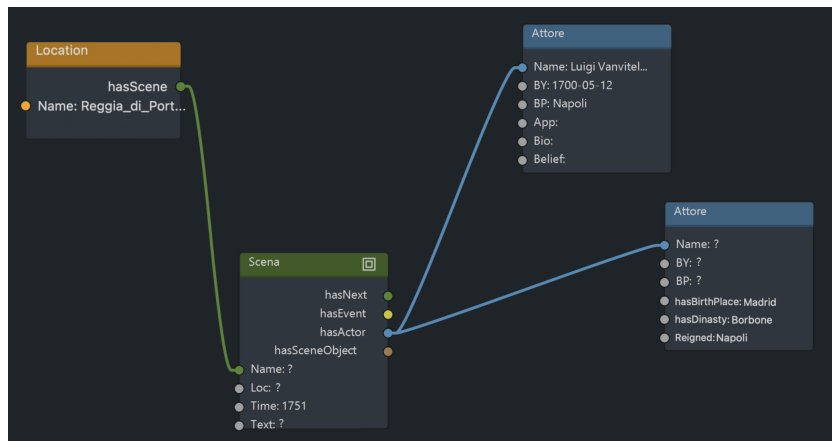 Location
hasScene
Name: Reggia_di_Port...
Attore
Name: Luigi Vanvitel...
BY: 1700-05-12
BP: Napoli
App:
Bio:
Belief:
Attore
Name: ?
BY: ?
BP: ?
hasBirthPlace: Madrid
hasDinasty: Borbone
Reigned:Napoli
Scena
hasNext
hasEvent
hasActor
hasSceneObject
Name: ?
Loc: ?
Time: 1751
Text: ?